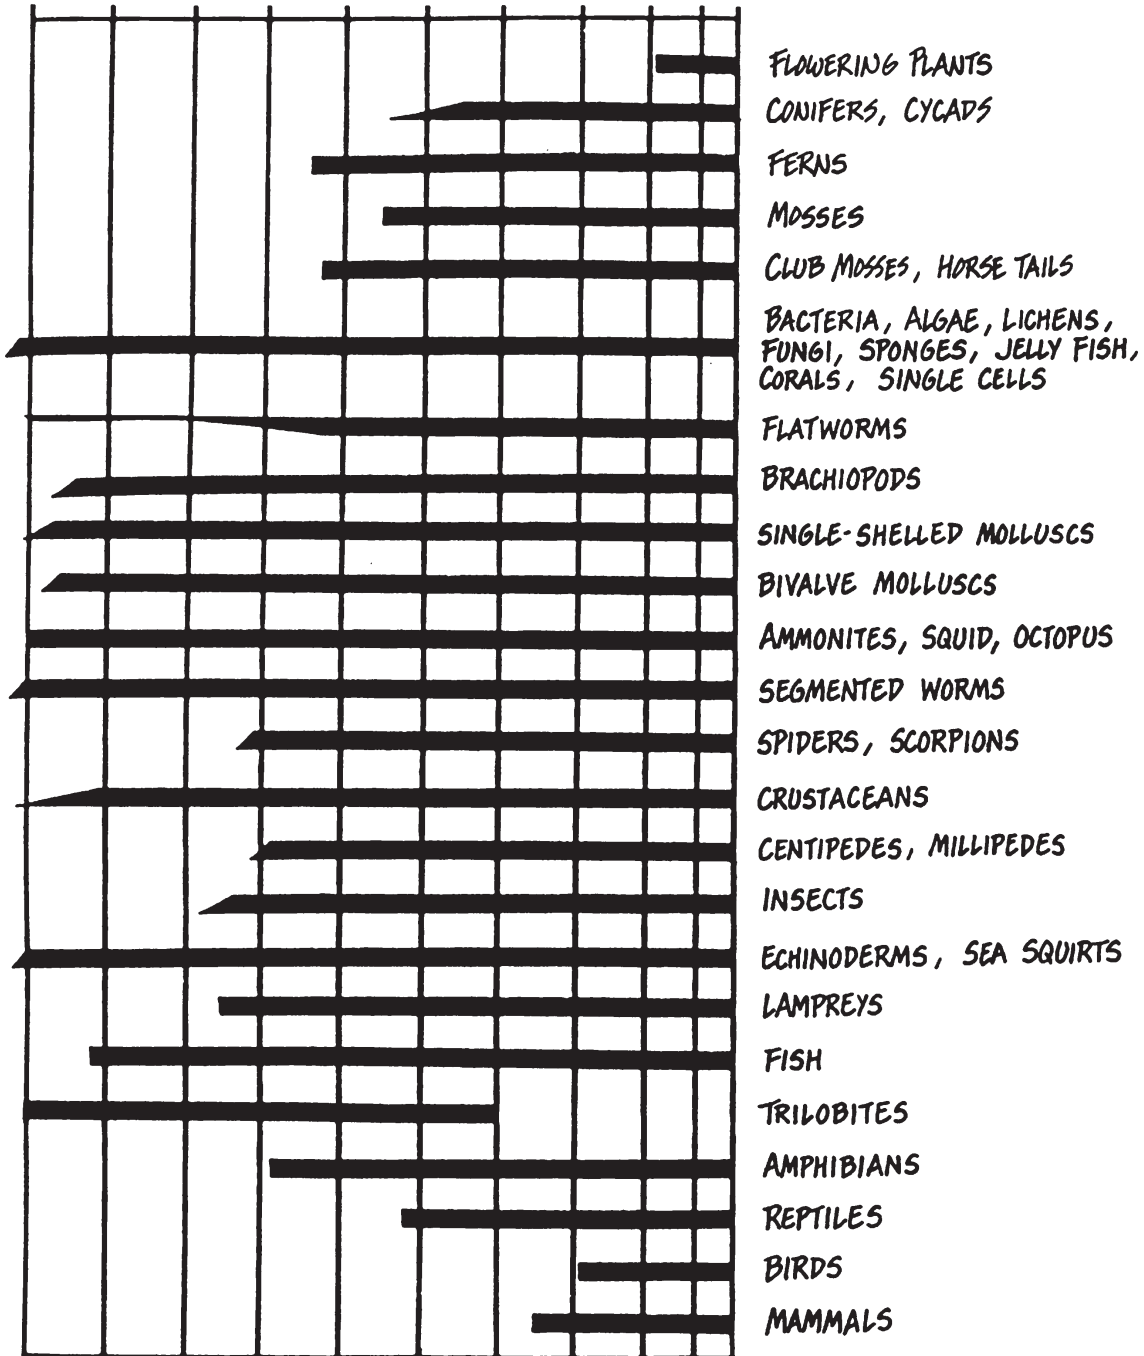 FLOWERING PLANTS
CONIFERS, CYCADS
FERNS
MOSSES
CLUB MOSSES, HORSE TAILS
BACTERIA, ALGAE, LICHENS,
FUNGI, SPONGES, JELLY FISH,
CORALS, SINGLE CELLS
FLATWORMS
BRACHIOPODS
SINGLE-SHELLED MOLLUSCS
BIVALVE MOLLUSCS
AMMONITES, SQUID, OCTOPUS
SEGMENTED WORMS
SPIDERS, SCORPIONS
CRUSTACEANS
CENTIPEDES, MILLIPEDES
INSECTS
ECHINODERMS, SEA SQUIRTS
LAMPREYS
FISH
TRILOBITES
AMPHIBIANS
REPTILES
BIRDS
MAMMALS